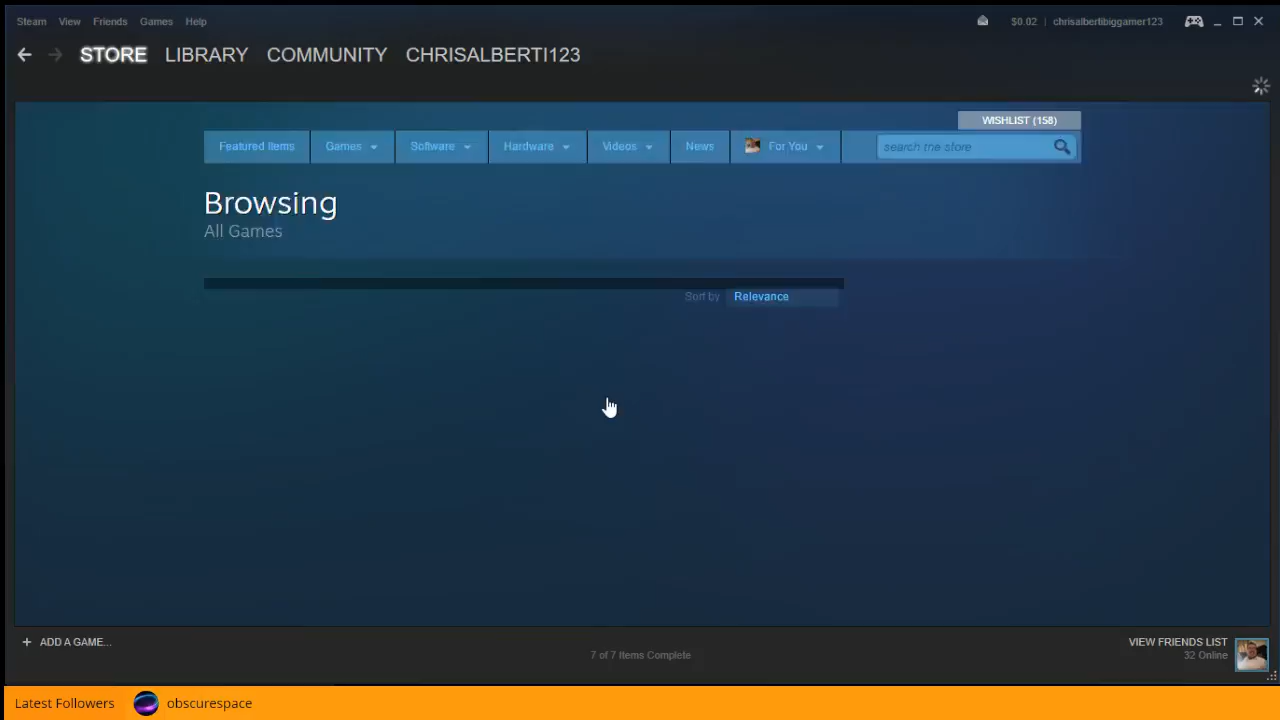 Steam View Friends Games Help
$0.02 | chrisalbertibiggamer123
STORE LIBRARY COMMUNITY CHRISALBERTI123
WISHLIST (158)
Featured Items Games Software Hardware Videos News For You search the store
Browsing
All Games
Sort by Relevance
+ ADD A GAME...
7 of 7 Items Complete
VIEW FRIENDS LIST
32 Online
Latest Followers obscurespace